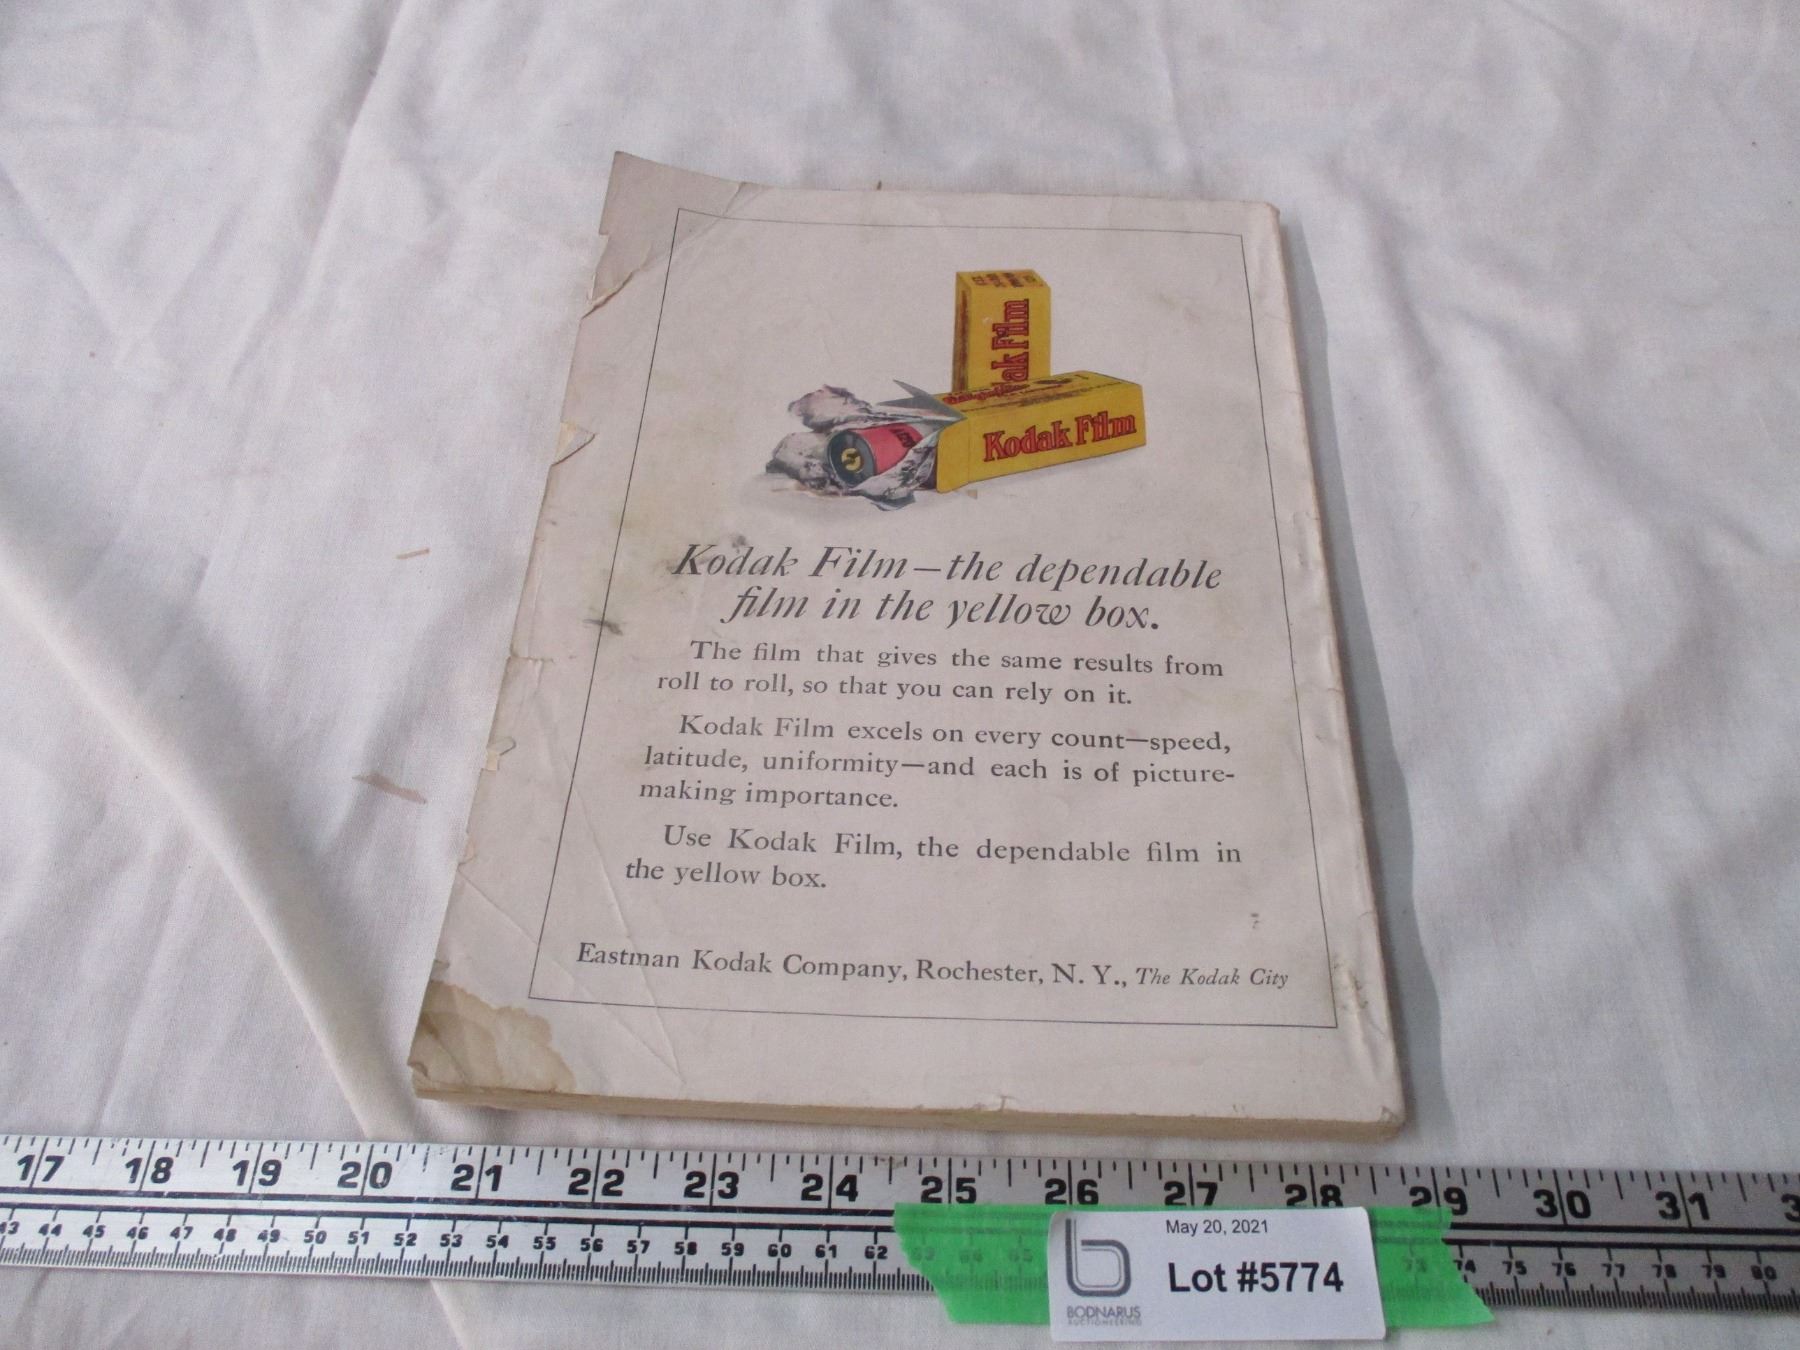 Kodak Film
Kodak Film
Kodak Film—the dependable
film in the yellow box.
The film that gives the same results from
roll to roll, so that you can rely on it.
Kodak Film excels on every count—speed,
latitude, uniformity—and each is of picture-
making importance.
Use Kodak Film, the dependable film in
the yellow box.
Eastman Kodak Company, Rochester, N. Y., The Kodak City
17 18 19 20 21 22 23 24 25 26 27 28 29 30 31
43 44 45 46 47 48 49 50 51 52 53 54 55 56 57 58 59 60 61 62 63 64 65 73 74 75 76 77 78 79 80
May 20, 2021
Lot #5774
BODNARUS
AUCTIONEERING